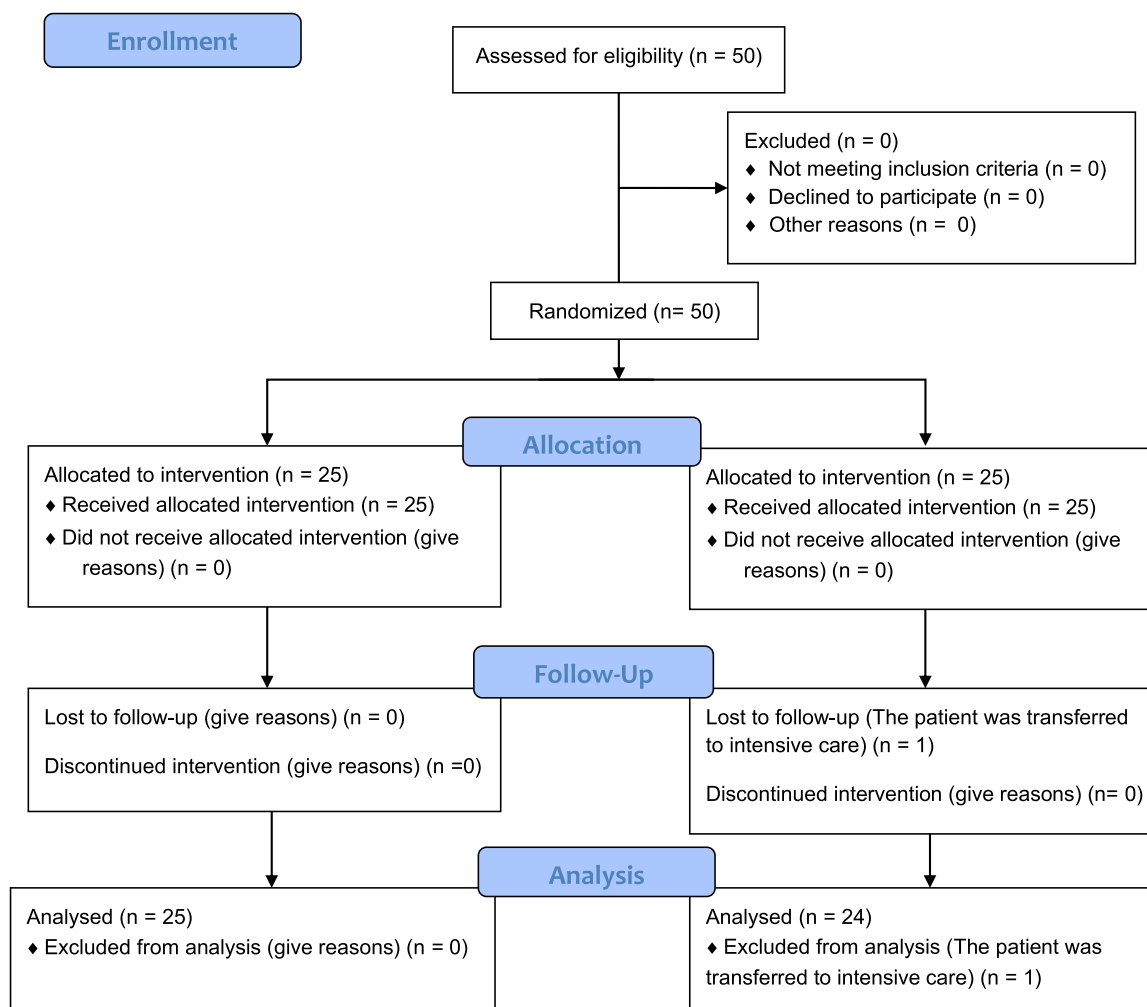 Enrollment
Assessed for eligibility (n = 50)
Excluded (n = 0)
♦ Not meeting inclusion criteria (n = 0)
♦ Declined to participate (n = 0)
♦ Other reasons (n =  0)
Randomized (n= 50)
Allocation
Allocated to intervention (n = 25)
♦ Received allocated intervention (n = 25)
♦ Did not receive allocated intervention (give
reasons) (n = 0)
Allocated to intervention (n = 25)
♦ Received allocated intervention (n = 25)
♦ Did not receive allocated intervention (give
reasons) (n = 0)
Follow-Up
Lost to follow-up (give reasons) (n = 0)
Discontinued intervention (give reasons) (n =0)
Lost to follow-up (The patient was transferred
to intensive care) (n = 1)
Discontinued intervention (give reasons) (n= 0)
Analysis
Analysed (n = 25)
♦ Excluded from analysis (give reasons) (n = 0)
Analysed (n = 24)
♦ Excluded from analysis (The patient was
transferred to intensive care) (n = 1)